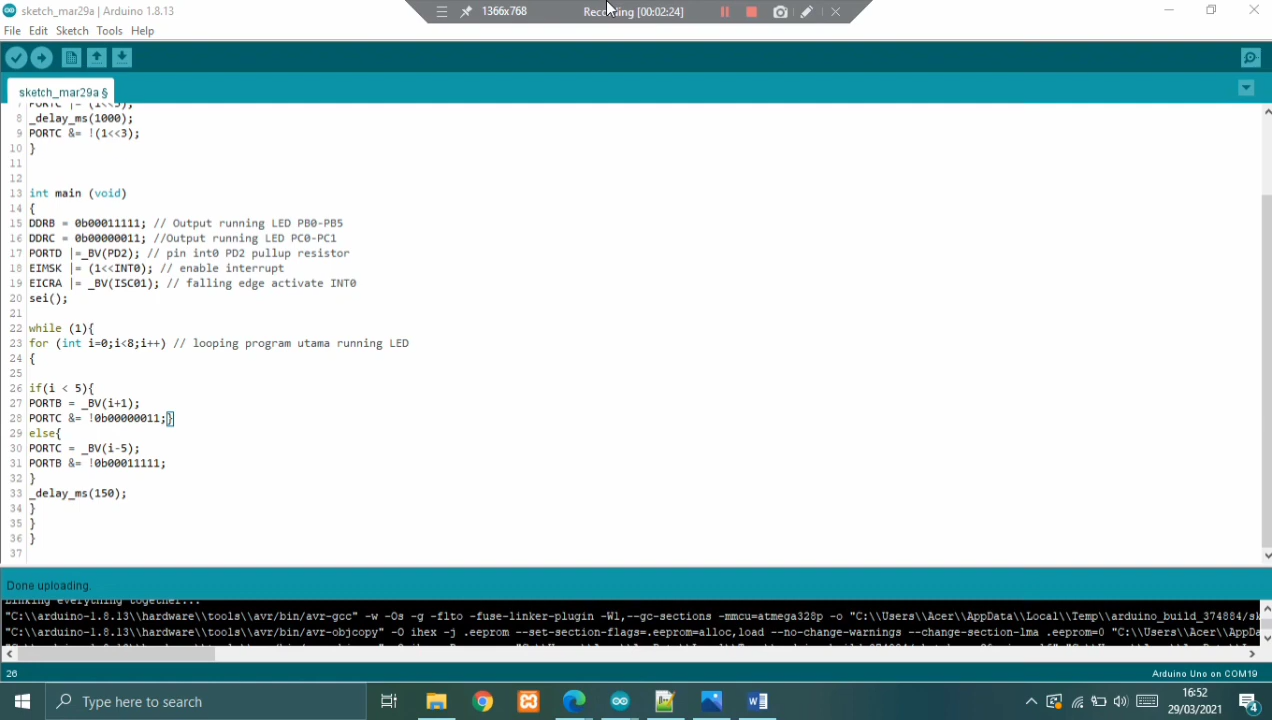 sketch_mar29a | Arduino 1.8.13
1366x768
Recording [00:02:24]
File Edit Sketch Tools Help
sketch_mar29a §
7 PORTC |= (1<<3);
8 _delay_ms(1000);
9 PORTC &= !(1<<3);
10 }
11
12
13 int main (void)
14 {
15 DDRB = 0b00011111; // Output running LED PB0-PB5
16 DDRC = 0b00000011; //Output running LED PC0-PC1
17 PORTD |=_BV(PD2); // pin int0 PD2 pullup resistor
18 EIMSK |= (1<<INT0); // enable interrupt
19 EICRA |= _BV(ISC01); // falling edge activate INT0
20 sei();
21
22 while (1){
23 for (int i=0;i<8;i++) // looping program utama running LED
24 {
25
26 if(i < 5){
27 PORTB = _BV(i+1);
28 PORTC &= !0b00000011;}
29 else{
30 PORTC = _BV(i-5);
31 PORTB &= !0b00011111;
32 }
33 _delay_ms(150);
34 }
35 }
36 }
37
Done uploading.
Linking everything together...
"C:\\arduino-1.8.13\\hardware\\tools\\avr/bin/avr-gcc" -w -Os -g -flto -fuse-linker-plugin -Wl,--gc-sections -mmcu=atmega328p -o "C:\\Users\\Acer\\AppData\\Local\\Temp\\arduino_build_374884/sk
"C:\\arduino-1.8.13\\hardware\\tools\\avr/bin/avr-objcopy" -O ihex -j .eeprom --set-section-flags=.eeprom=alloc,load --no-change-warnings --change-section-lma .eeprom=0 "C:\\Users\\Acer\\AppDa
26
Arduino Uno on COM19
Type here to search
16:52
29/03/2021
4